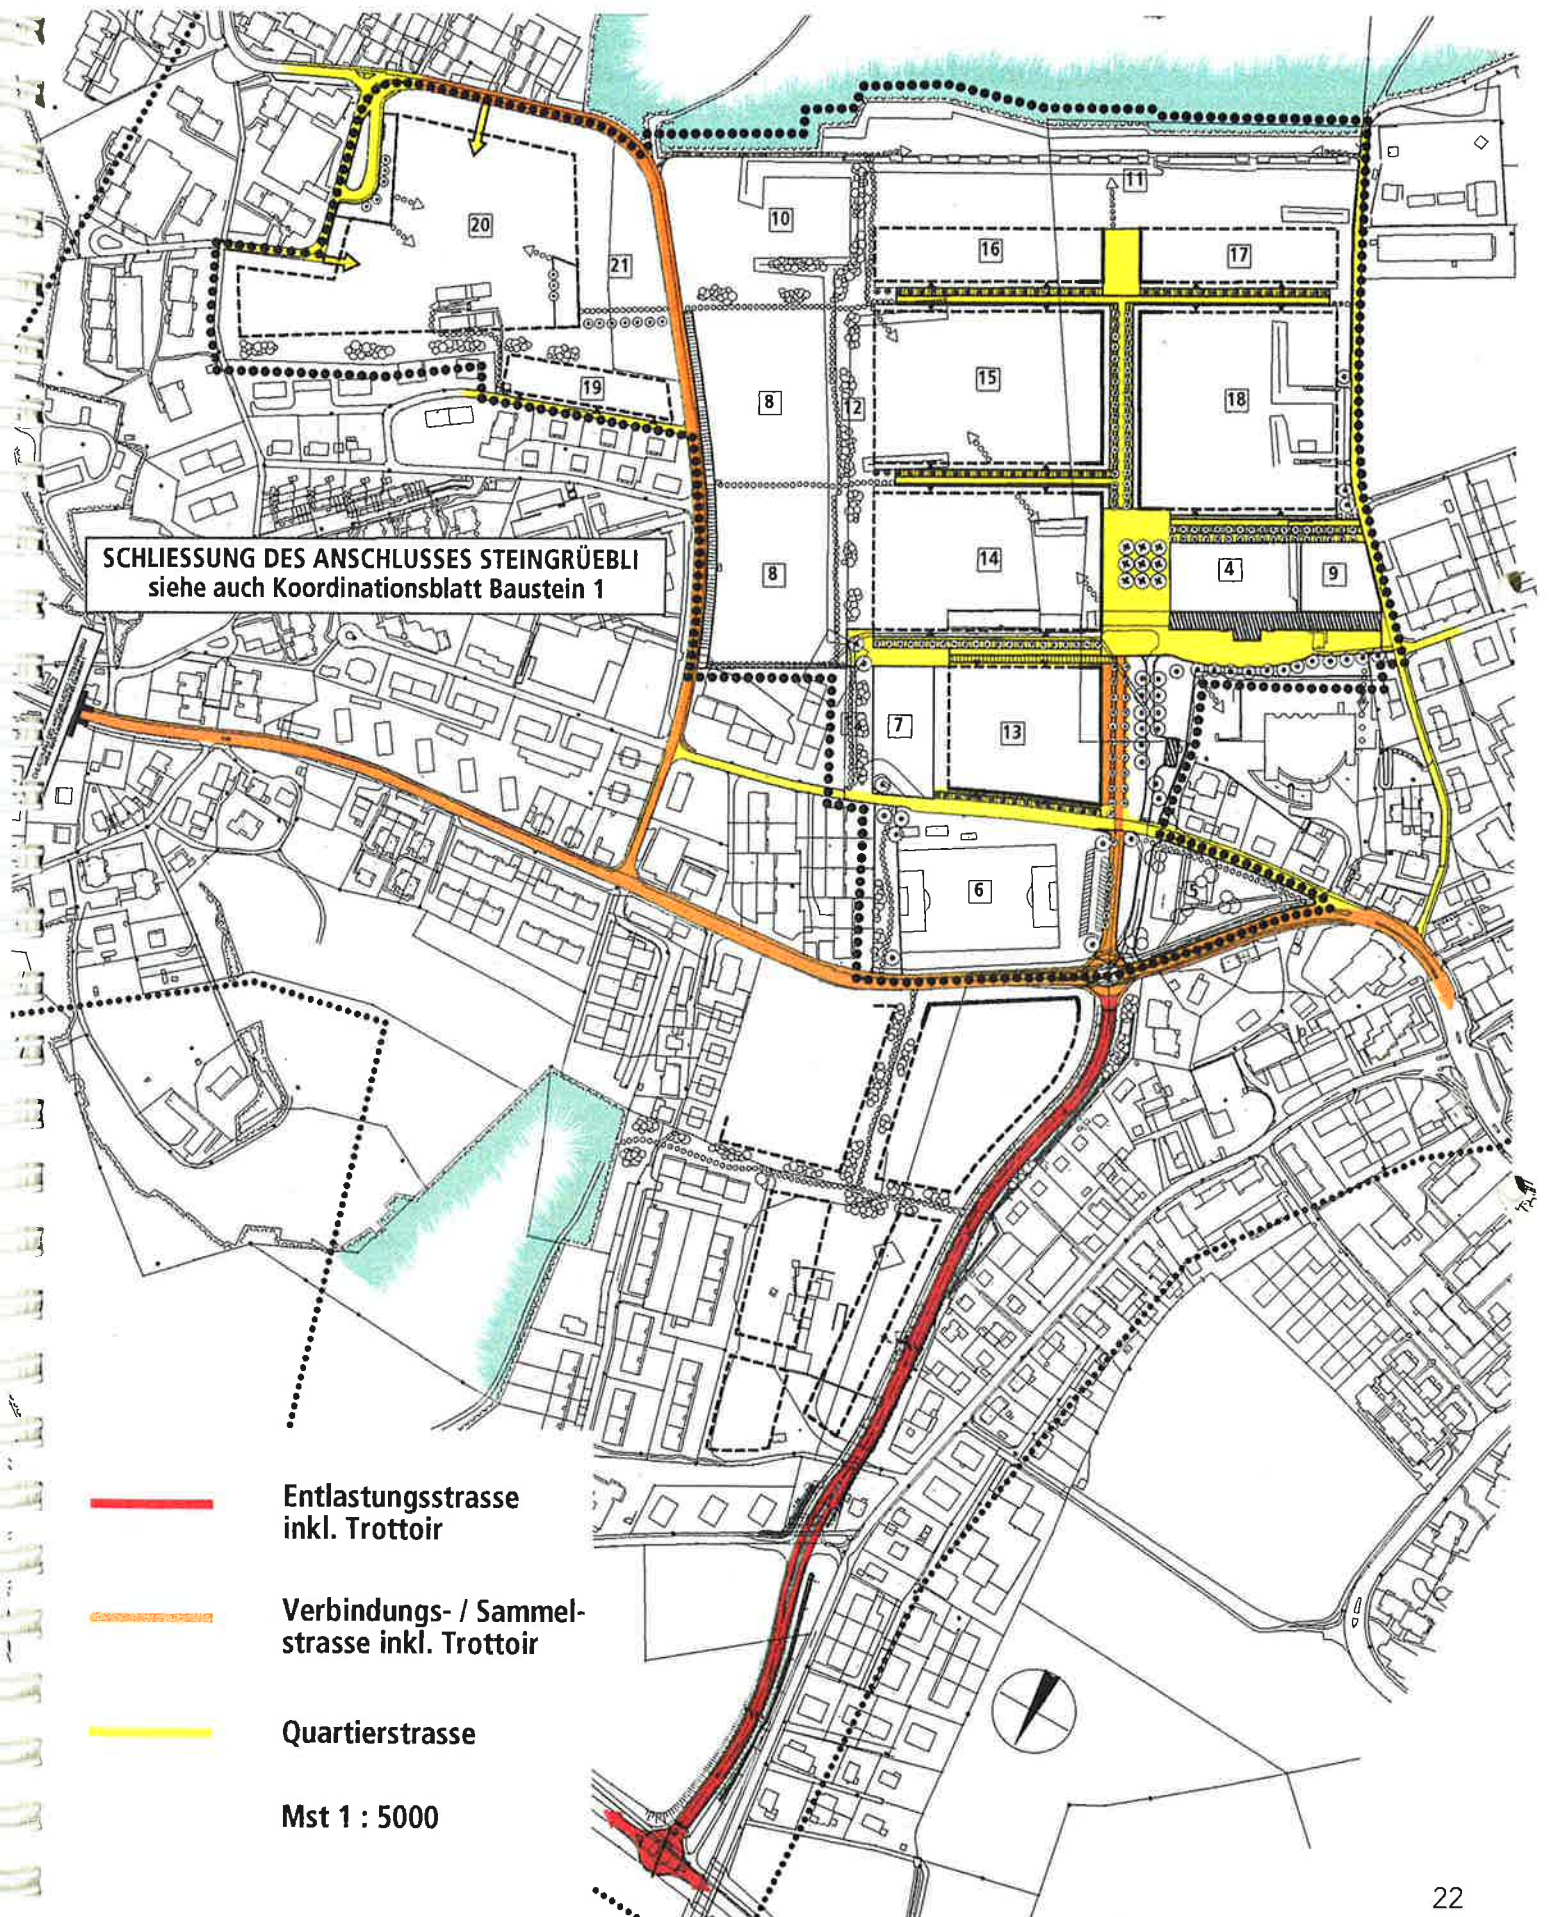 11
10
20
16
17
21
15
19
8
12
18
SCHLIESSUNG DES ANSCHLUSSES STEINGRÜEBLI
siehe auch Koordinationsblatt Baustein 1
14
8
4
9
7
13
6
5
Entlastungsstrasse
inkl. Trottoir
Verbindungs- / Sammel-
strasse inkl. Trottoir
Quartierstrasse
Mst 1 : 5000
22